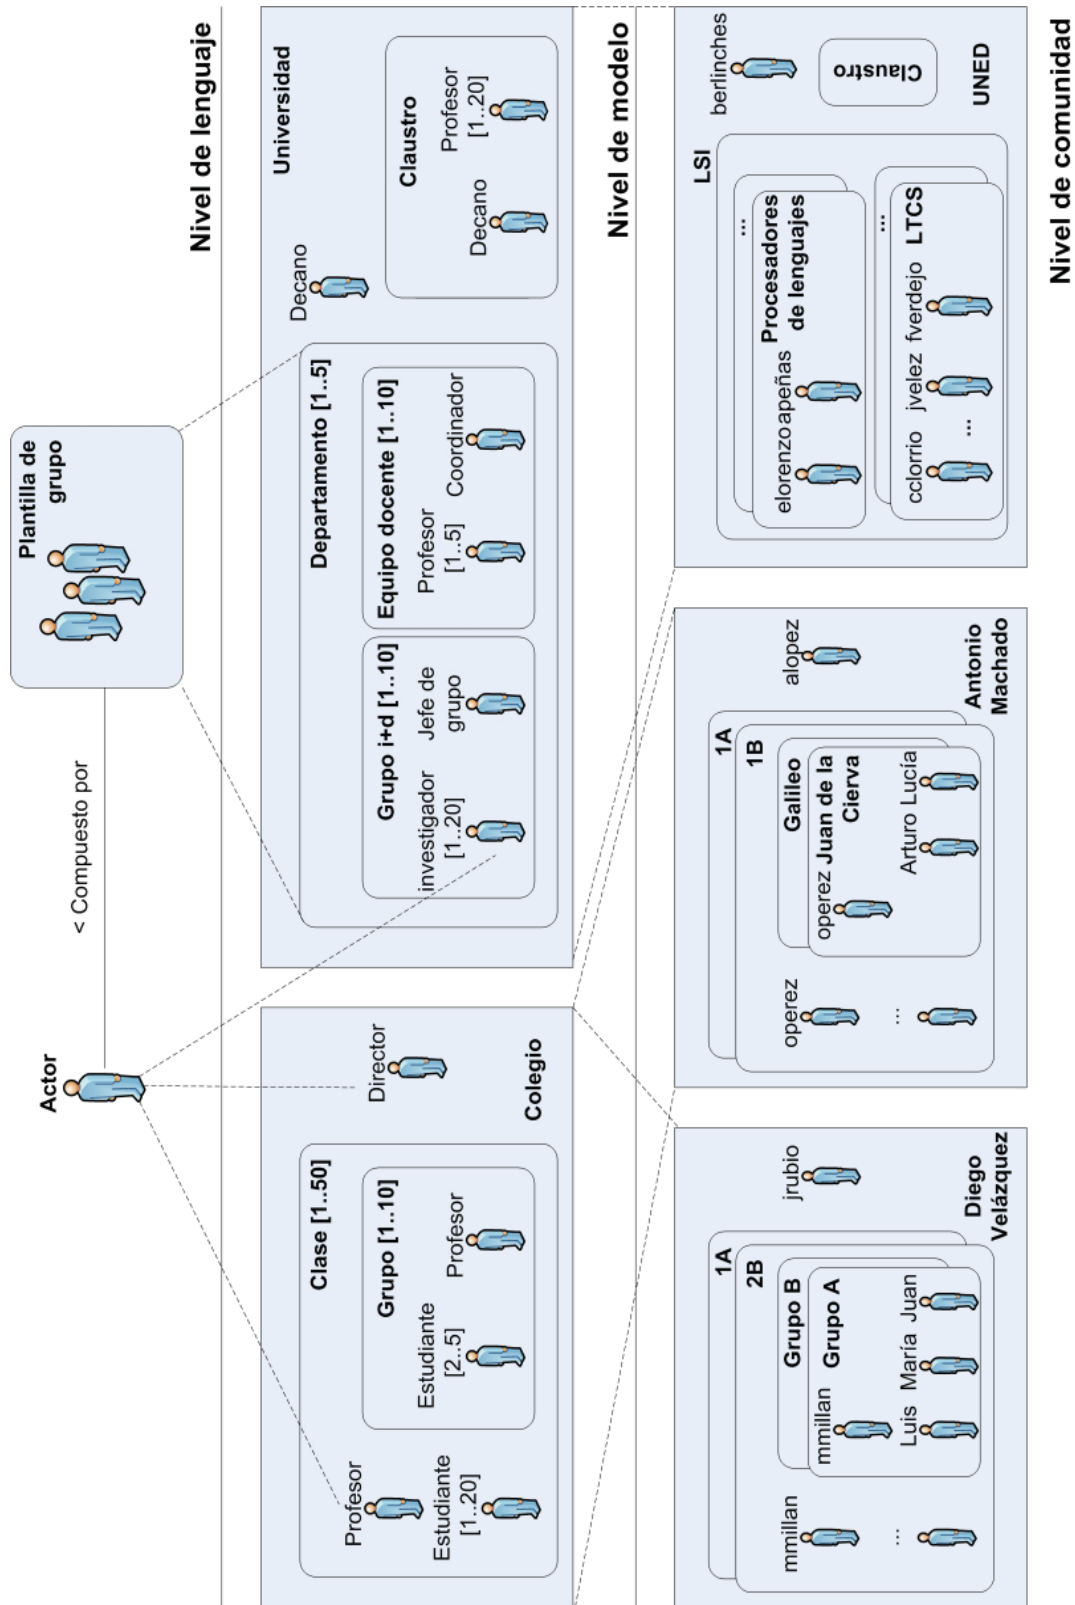 Nivel de lenguaje
Actor
< Compuesto por
Plantilla de
grupo
Nivel de modelo
Colegio
Director
Clase [1..50]
Profesor
Estudiante
[1..20]
Grupo [1..10]
Estudiante
[2..5]
Profesor
Universidad
Departamento [1..5]
Grupo i+d [1..10]
investigador
[1..20]
Jefe de
grupo
Equipo docente [1..10]
Profesor
[1..5]
Coordinador
Decano
Claustro
Decano
Profesor
[1..20]
Nivel de comunidad
Diego
Velázquez
jrubio
1A
2B
mmillan
...
Grupo B
Grupo A
mmillan
Luis
María
Juan
Antonio
Machado
alopez
1A
1B
operez
...
Galileo
Juan de la
Cierva
operez
Arturo
Lucía
UNED
berlinches
Claustro
LSI
...
Procesadores
de lenguajes
elorenzo
apeñas
...
LTCS
cclorrio
jvelez
fverdejo
...